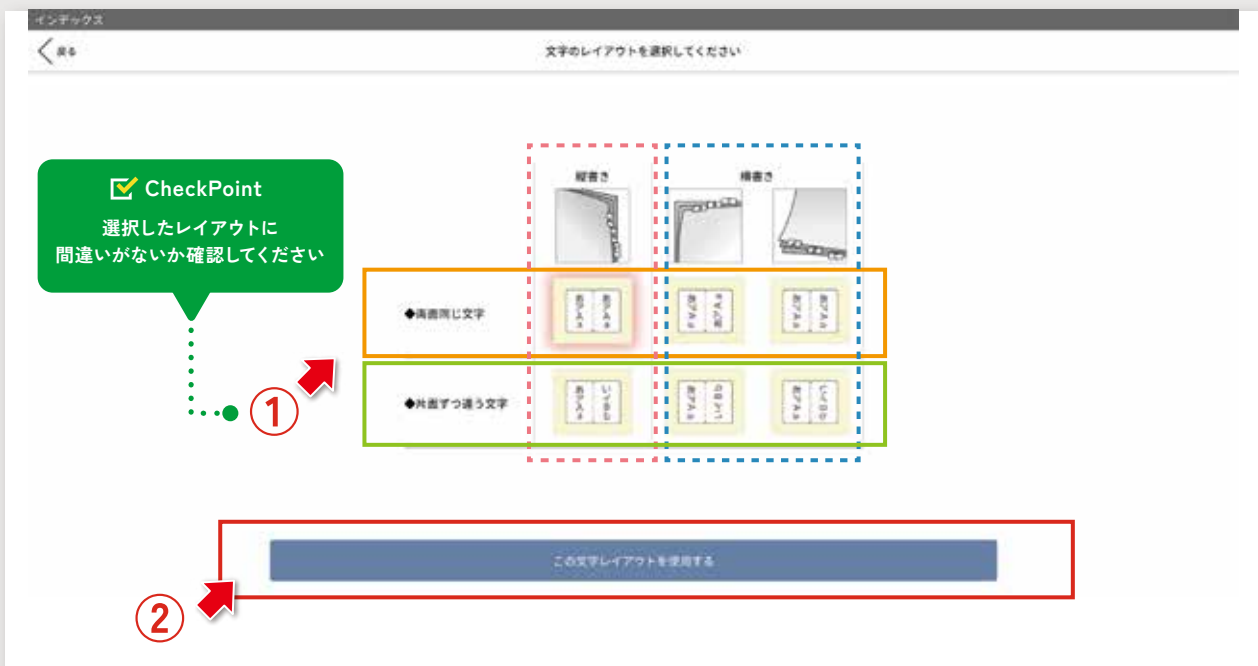 インデックス
戻る
文字のレイアウトを選択してください
CheckPoint
選択したレイアウトに
間違いがないか確認してください
縦書き
横書き
◆両面同じ文字
◆片面ずつ違う文字
①
この文字レイアウトを使用する
②